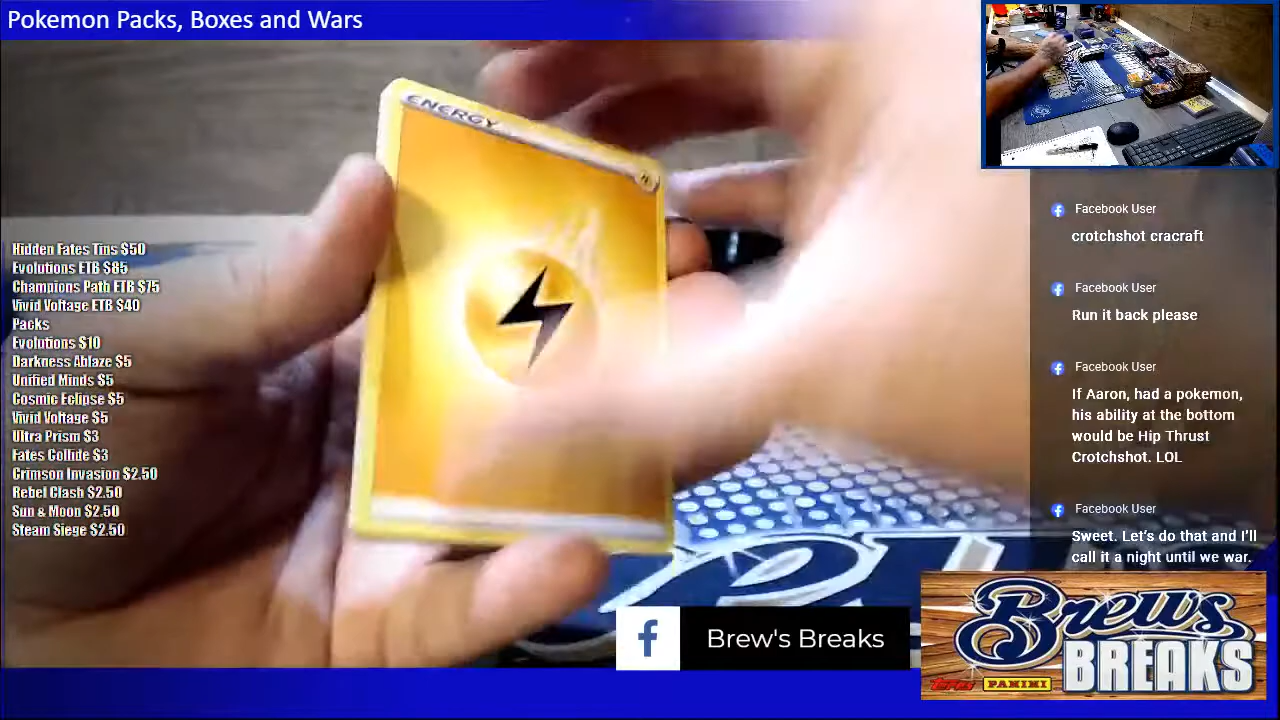 Pokemon Packs, Boxes and Wars
ENERGY
Hidden Fates Tins $50
Evolutions ETB $85
Champions Path ETB $75
Vivid Voltage ETB $40
Packs
Evolutions $10
Darkness Ablaze $5
Unified Minds $5
Cosmic Eclipse $5
Vivid Voltage $5
Ultra Prism $3
Fates Collide $3
Crimson Invasion $2.50
Rebel Clash $2.50
Sun & Moon $2.50
Steam Siege $2.50
Facebook User
crotchshot cracraft
Facebook User
Run it back please
Facebook User
If Aaron, had a pokemon,
his ability at the bottom
would be Hip Thrust
Crotchshot. LOL
Facebook User
Sweet. Let's do that and I'll
call it a night until we war.
Brew's Breaks
Brew's
BREAKS
Topps PANINI